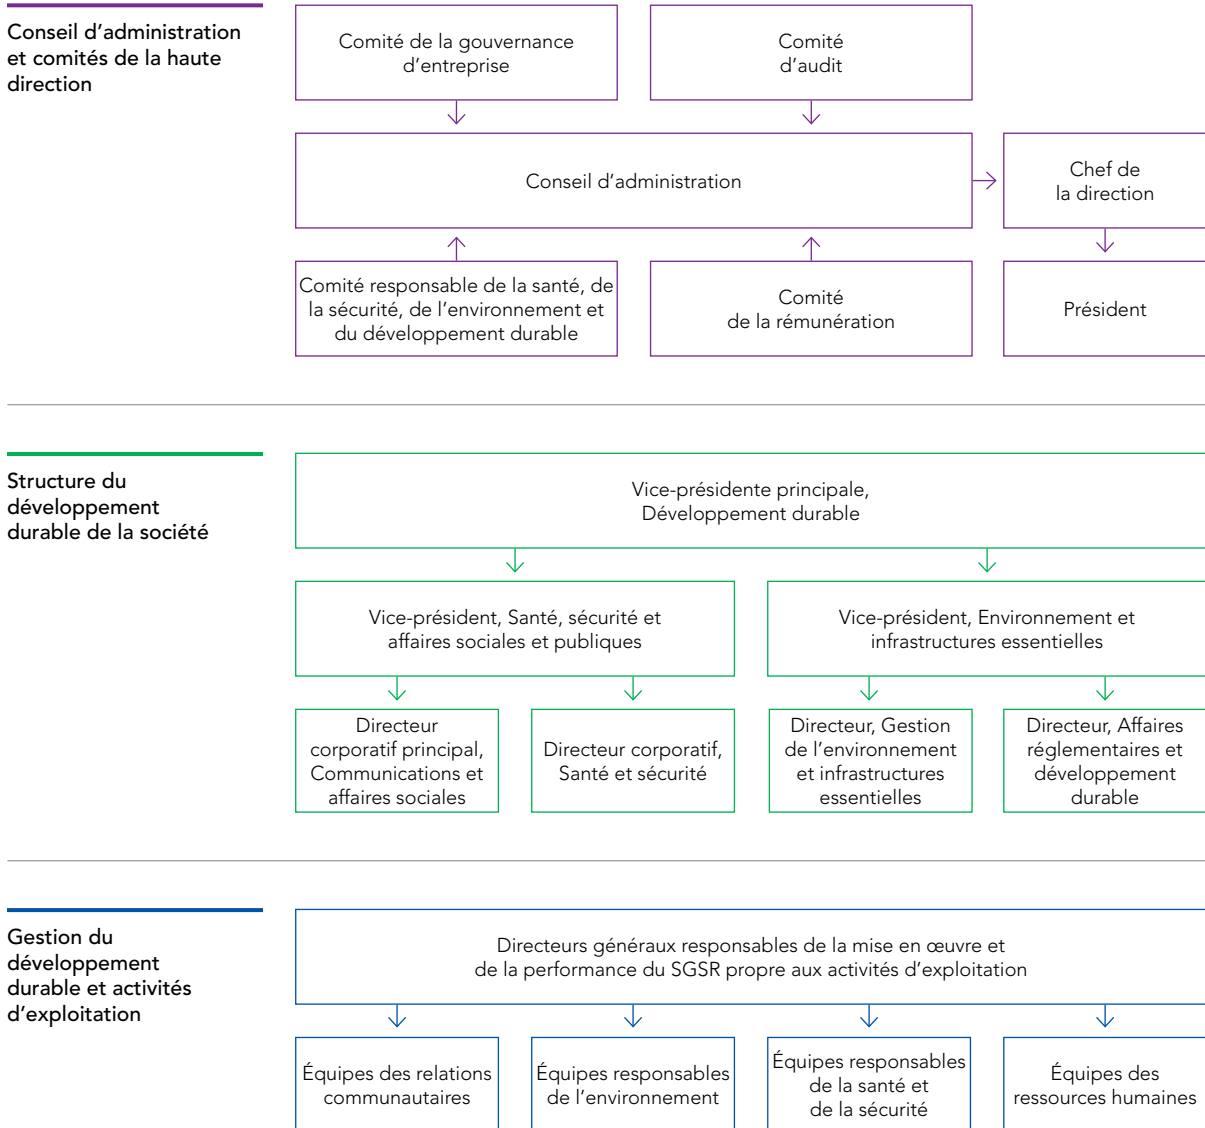 Conseil d’administration
et comités de la haute
direction
Comité de la gouvernance
d’entreprise
Comité
d’audit
Conseil d’administration
Chef de
la direction
Comité responsable de la santé, de
la sécurité, de l’environnement et
du développement durable
Comité
de la rémunération
Président
Structure du
développement
durable de la société
Vice-présidente principale,
Développement durable
Vice-président, Santé, sécurité et
affaires sociales et publiques
Vice-président, Environnement et
infrastructures essentielles
Directeur
corporatif principal,
Communications et
affaires sociales
Directeur corporatif,
Santé et sécurité
Directeur, Gestion
de l’environnement
et infrastructures
essentielles
Directeur, Affaires
réglementaires et
développement
durable
Gestion du
développement
durable et activités
d’exploitation
Directeurs généraux responsables de la mise en œuvre et
de la performance du SGSR propre aux activités d’exploitation
Équipes des relations
communautaires
Équipes responsables
de l’environnement
Équipes responsables
de la santé et
de la sécurité
Équipes des
ressources humaines